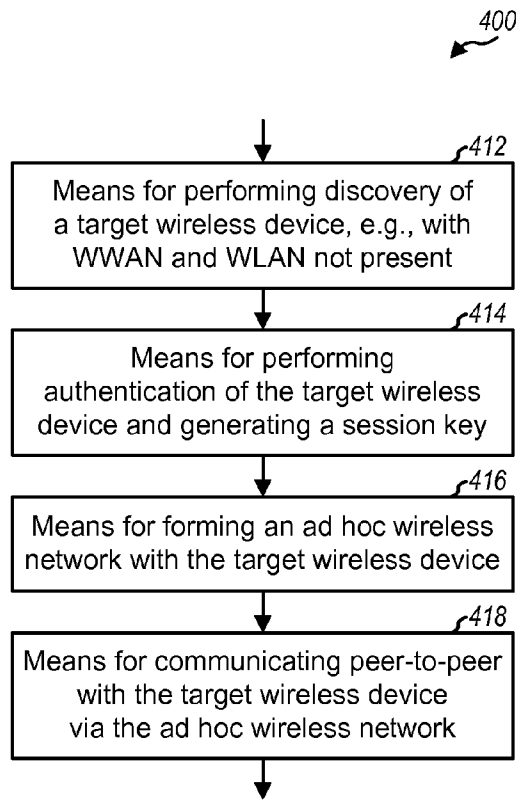 400
412
Means for performing discovery of
a target wireless device, e.g., with
WWAN and WLAN not present
414
Means for performing
authentication of the target wireless
device and generating a session key
416
Means for forming an ad hoc wireless
network with the target wireless device
418
Means for communicating peer-to-peer
with the target wireless device
via the ad hoc wireless network